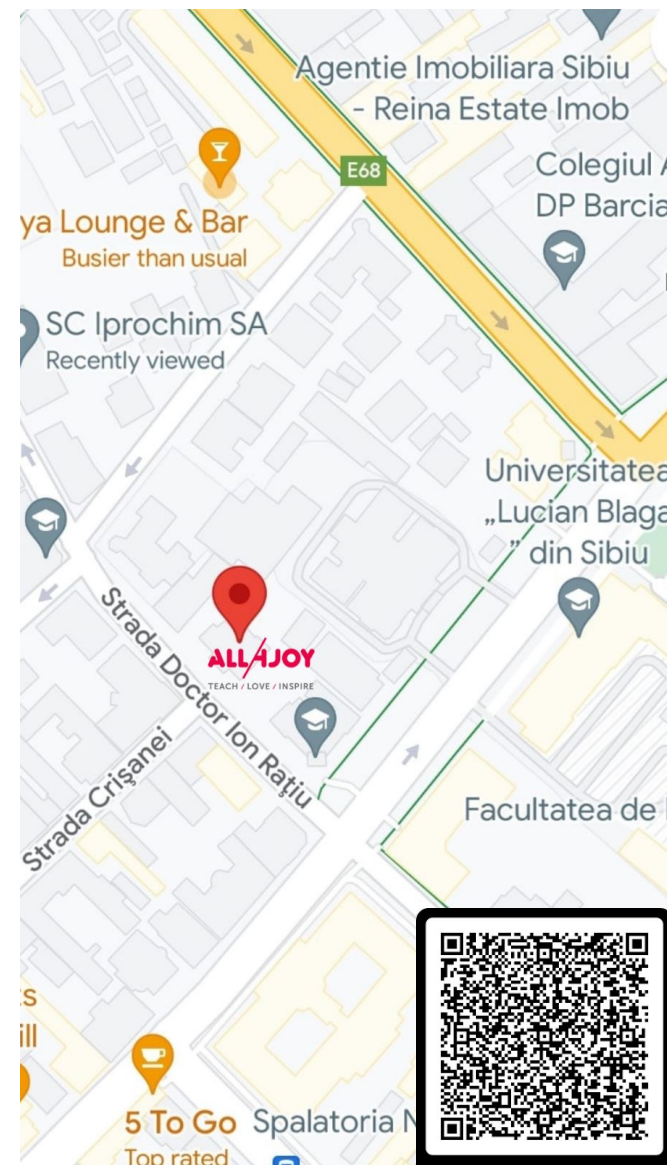 Agentie Imobiliara Sibiu
- Reina Estate Imob
E68
Colegiul A
DP Barcia
ya Lounge & Bar
Busier than usual
SC Iprochim SA
Recently viewed
Universitatea
„Lucian Blaga
” din Sibiu
ALL4JOY
TEACH / LOVE / INSPIRE
Strada Doctor Ion Rațiu
Strada Crișanei
Facultatea de
ill
5 To Go
Spalatoria N
Top rated